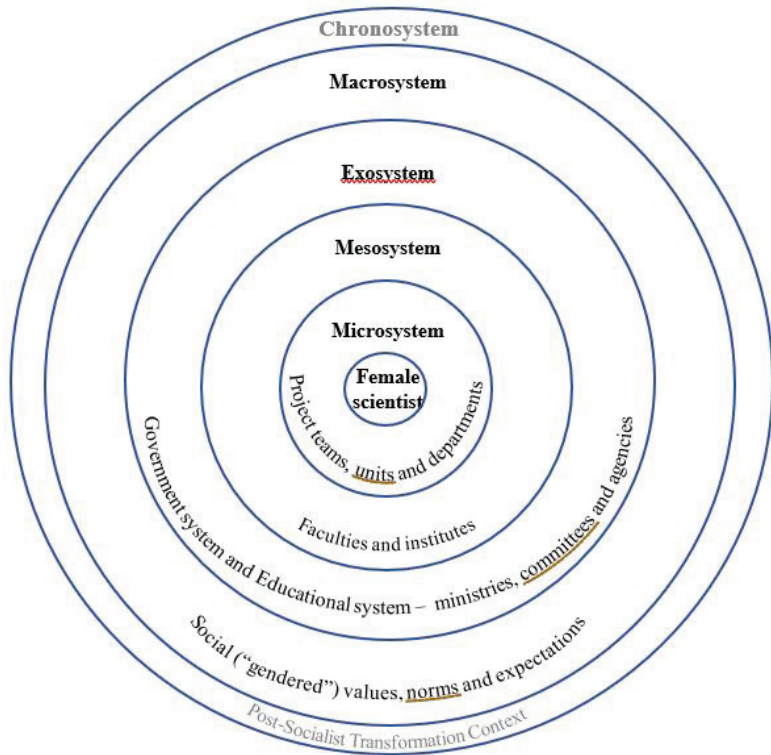 Chronosystem
Macrosystem
Exosystem
Mesosystem
Microsystem
Female
scientist
Project teams, units and departments
Faculties and institutes
Government system and Educational system – ministries, committees and agencies
Social (“gendered”) values, norms and expectations
Post-Socialist Transformation Context